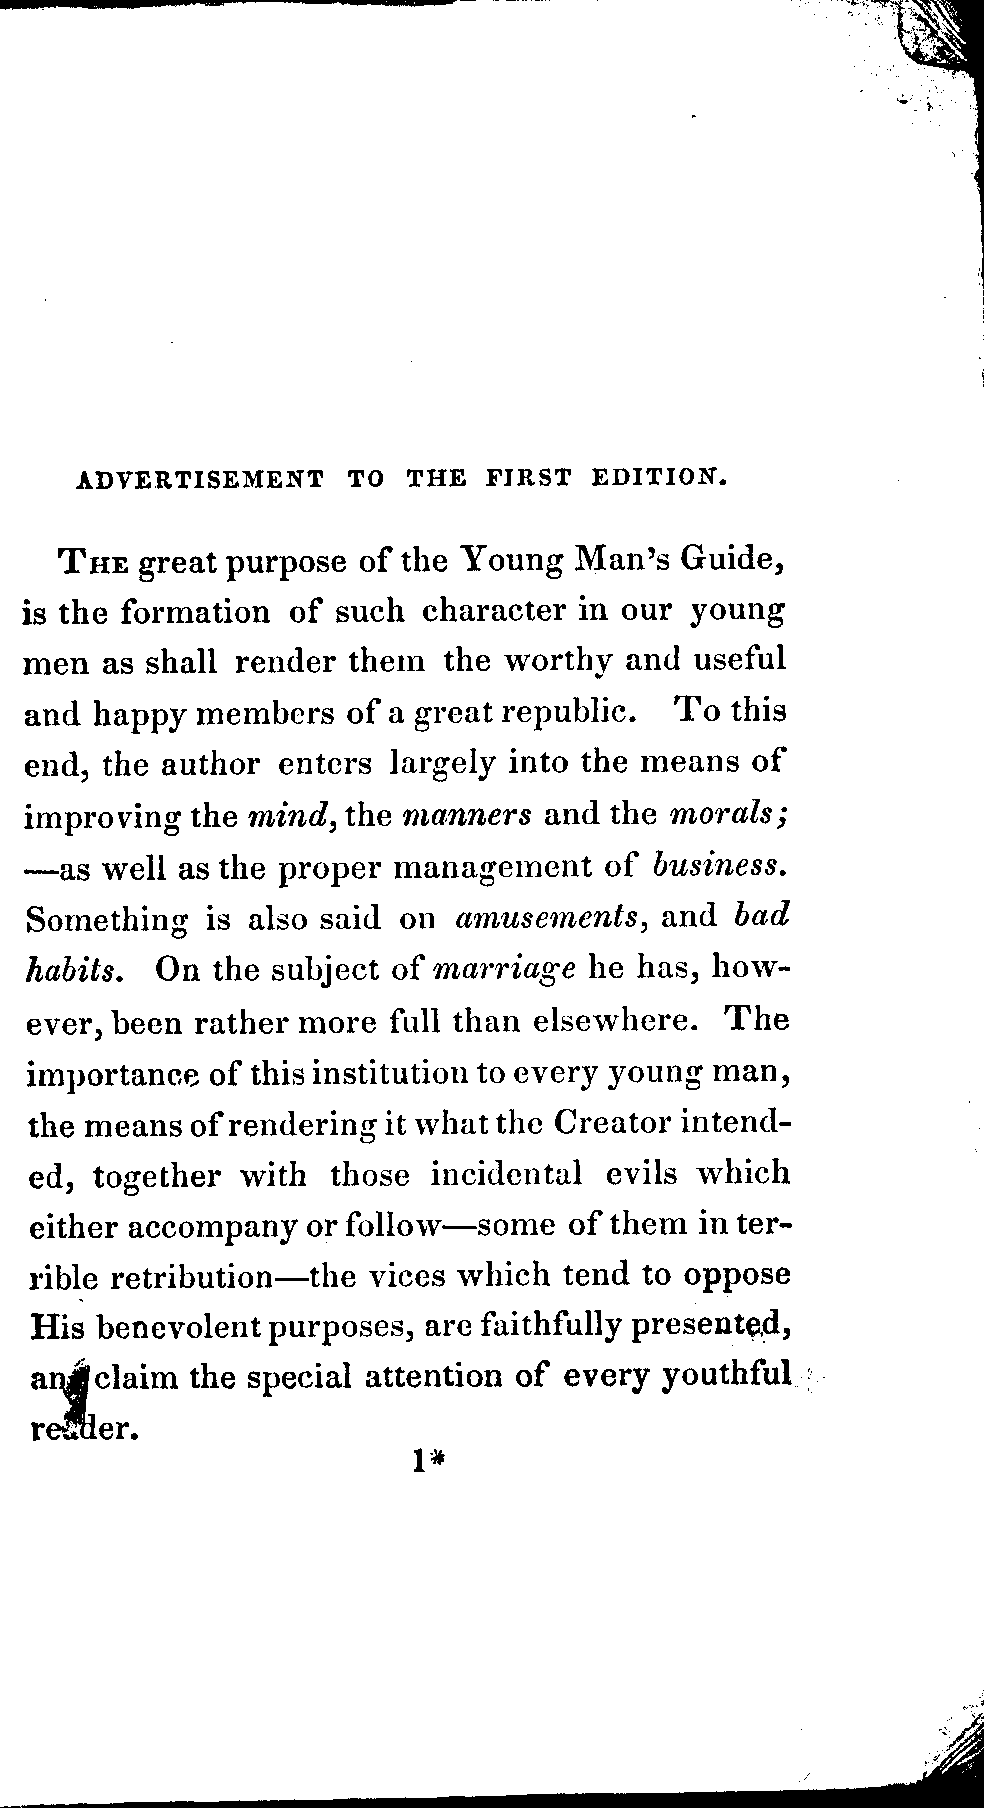 ADVERTISEMENT TO THE FIRST EDITION.
THE great purpose of the Young Man's Guide,
is the formation of such character in our young
men as shall render them the worthy and useful
and happy members of a great republic. To this
end, the author enters largely into the means of
improving the mind, the manners and the morals;
—as well as the proper management of business.
Something is also said on amusements, and bad
habits. On the subject of marriage he has, how-
ever, been rather more full than elsewhere. The
importance of this institution to every young man,
the means of rendering it what the Creator intend-
ed, together with those incidental evils which
either accompany or follow—some of them in ter-
rible retribution—the vices which tend to oppose
His benevolent purposes, are faithfully presented,
and claim the special attention of every youthful
reader.
1*